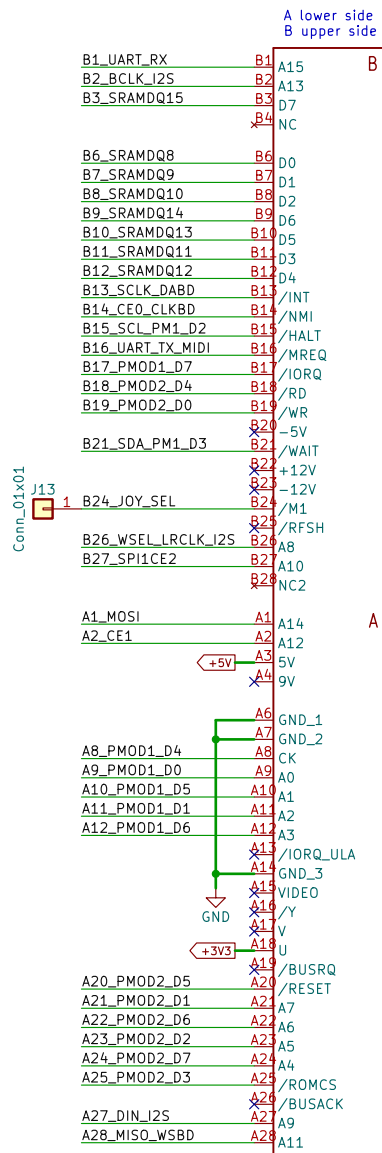 A lower side
B upper side
B
B1_UART_RX B1 A15
B2_BCLK_I2S B2 A13
B3_SRAMDQ15 B3 D7
B4 NC
B6_SRAMDQ8 B6 D0
B7_SRAMDQ9 B7 D1
B8_SRAMDQ10 B8 D2
B9_SRAMDQ14 B9 D6
B10_SRAMDQ13 B10 D5
B11_SRAMDQ11 B11 D3
B12_SRAMDQ12 B12 D4
B13_SCLK_DABD B13 /INT
B14_CE0_CLKBD B14 /NMI
B15_SCL_PM1_D2 B15 /HALT
B16_UART_TX_MIDI B16 /MREQ
B17_PMOD1_D7 B17 /IORQ
B18_PMOD2_D4 B18 /RD
B19_PMOD2_D0 B19 /WR
B20 -5V
B21_SDA_PM1_D3 B21 /WAIT
B22 +12V
B23 -12V
J13
Conn_01x01
1 B24_JOY_SEL B24 /M1
B25 /RFSH
B26_WSEL_LRCLK_I2S B26 A8
B27_SPI1CE2 B27 A10
B28 NC2
A
A1_MOSI A1 A14
A2_CE1 A2 A12
+5V A3 5V
A4 9V
A6 GND_1
A7 GND_2
A8_PMOD1_D4 A8 CK
A9_PMOD1_D0 A9 A0
A10_PMOD1_D5 A10 A1
A11_PMOD1_D1 A11 A2
A12_PMOD1_D6 A12 A3
A13 /IORQ_ULA
A14 GND_3
A15 VIDEO
GND
A16 /Y
A17 V
+3V3 A18 U
A19 /BUSRQ
A20_PMOD2_D5 A20 /RESET
A21_PMOD2_D1 A21 A7
A22_PMOD2_D6 A22 A6
A23_PMOD2_D2 A23 A5
A24_PMOD2_D7 A24 A4
A25_PMOD2_D3 A25 /ROMCS
A26 /BUSACK
A27_DIN_I2S A27 A9
A28_MISO_WSBD A28 A11